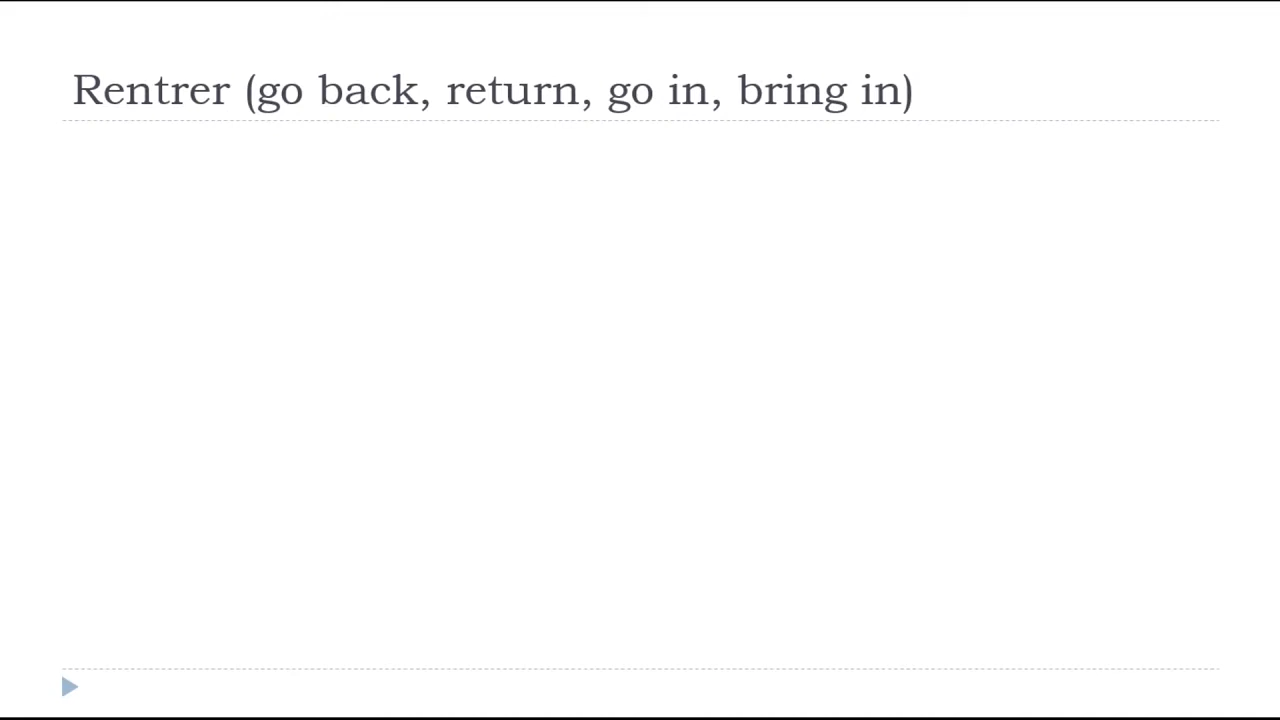 Rentrer (go back, return, go in, bring in)